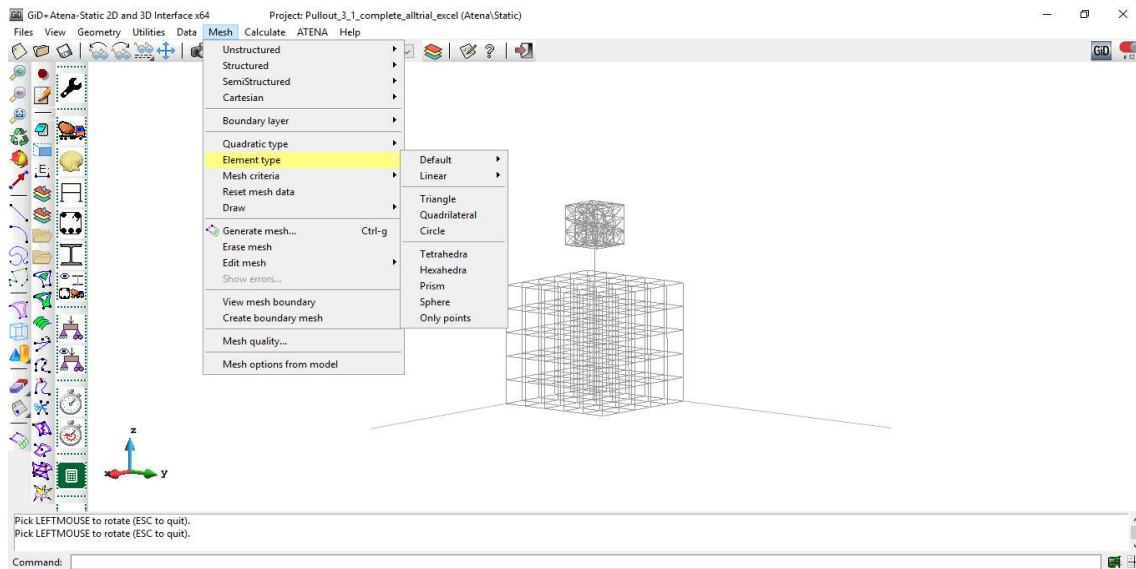 GiD GiD+Atena-Static 2D and 3D Interface x64 Project: Pullout_3_1_complete_alltrial_excel (Atena\Static)
Files View Geometry Utilities Data Mesh Calculate ATENA Help
GiD
Unstructured
Structured
SemiStructured
Cartesian
Boundary layer
Quadratic type
Element type
Mesh criteria
Reset mesh data
Draw
Generate mesh... Ctrl-g
Erase mesh
Edit mesh
Show errors...
View mesh boundary
Create boundary mesh
Mesh quality...
Mesh options from model
Default
Linear
Triangle
Quadrilateral
Circle
Tetrahedra
Hexahedra
Prism
Sphere
Only points
E
z
x y
Pick LEFTMOUSE to rotate (ESC to quit).
Pick LEFTMOUSE to rotate (ESC to quit).
Command: